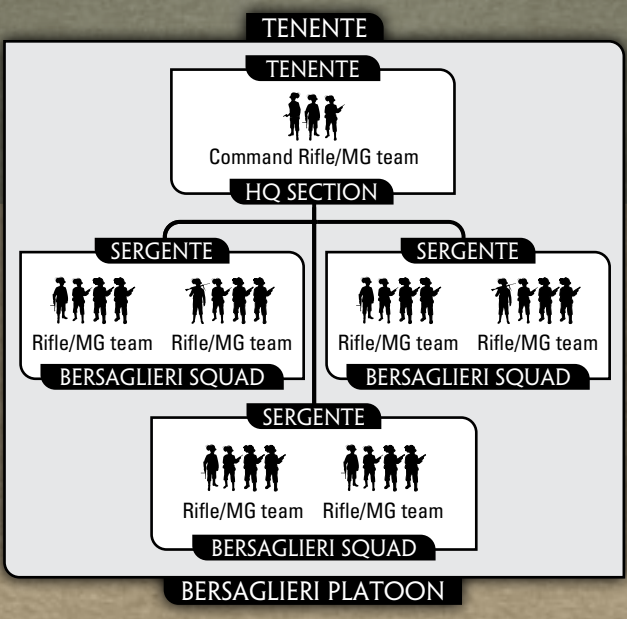 TENENTE
TENENTE
Command Rifle/MG team
HQ SECTION
SERGENTE
Rifle/MG team Rifle/MG team
BERSAGLIERI SQUAD
SERGENTE
Rifle/MG team Rifle/MG team
BERSAGLIERI SQUAD
SERGENTE
Rifle/MG team Rifle/MG team
BERSAGLIERI SQUAD
BERSAGLIERI PLATOON